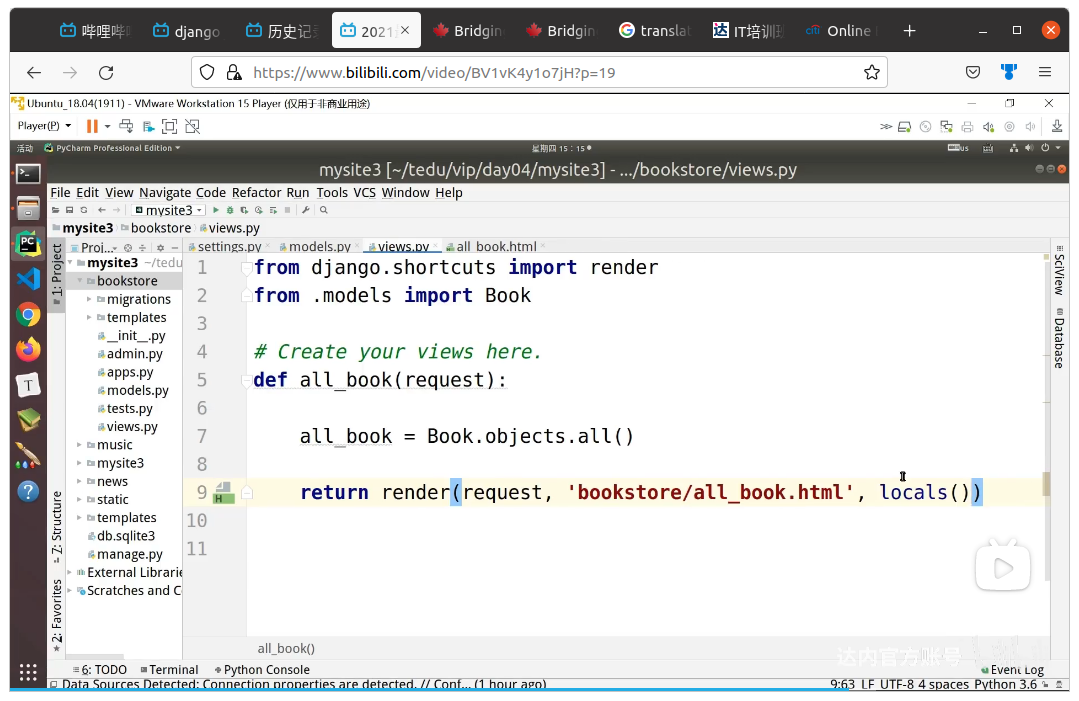 哔哩哔哩
django
历史记录
2021
Bridgin
Bridgin
translat
IT培训班
Online
https://www.bilibili.com/video/BV1vK4y1o7jH?p=19
Ubuntu_18.04(1911) - VMware Workstation 15 Player (仅用于非商业用途)
Player(P)
活动 PyCharm Professional Edition 星期四 15:15 us
mysite3 [~/tedu/vip/day04/mysite3] - .../bookstore/views.py
File Edit View Navigate Code Refactor Run Tools VCS Window Help
mysite3
mysite3 bookstore views.py
Proj... settings.py models.py views.py all_book.html
1: Project
mysite3 ~/tedu
bookstore
migrations
templates
__init__.py
admin.py
apps.py
models.py
tests.py
views.py
music
mysite3
news
static
templates
db.sqlite3
manage.py
External Librarie
Scratches and C
Z: Structure
2: Favorites
1 from django.shortcuts import render
2 from .models import Book
3
4 # Create your views here.
5 def all_book(request):
6
7 all_book = Book.objects.all()
8
9 return render(request, 'bookstore/all_book.html', locals())
10
11
SciView
Database
all_book()
达内官方账号
6: TODO Terminal Python Console Event Log
Data Sources Detected: Connection properties are detected. // Conf... (1 hour ago) 9:63 LF UTF-8 4 spaces Python 3.6